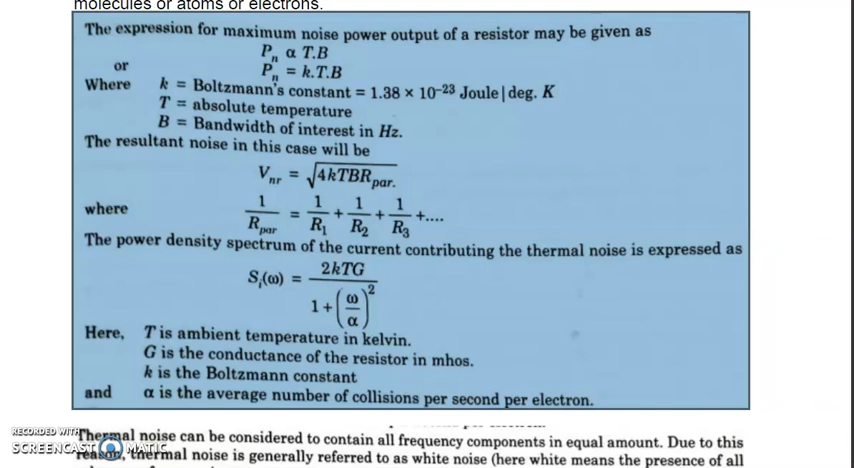 molecules or atoms or electrons.
The expression for maximum noise power output of a resistor may be given as
Pn α T.B
or Pn = k.T.B
Where k = Boltzmann's constant = 1.38 × 10⁻²³ Joule|deg. K
T = absolute temperature
B = Bandwidth of interest in Hz.
The resultant noise in this case will be
Vnr = √4kTBRpar.
where 1/Rpar = 1/R1 + 1/R2 + 1/R3 +....
The power density spectrum of the current contributing the thermal noise is expressed as
Si(ω) = 2kTG / 1+(ω/α)²
Here, T is ambient temperature in kelvin.
G is the conductance of the resistor in mhos.
k is the Boltzmann constant
and α is the average number of collisions per second per electron.
Thermal noise can be considered to contain all frequency components in equal amount. Due to this
reason, thermal noise is generally referred to as white noise (here white means the presence of all
RECORDED WITH
SCREENCAST MATIC